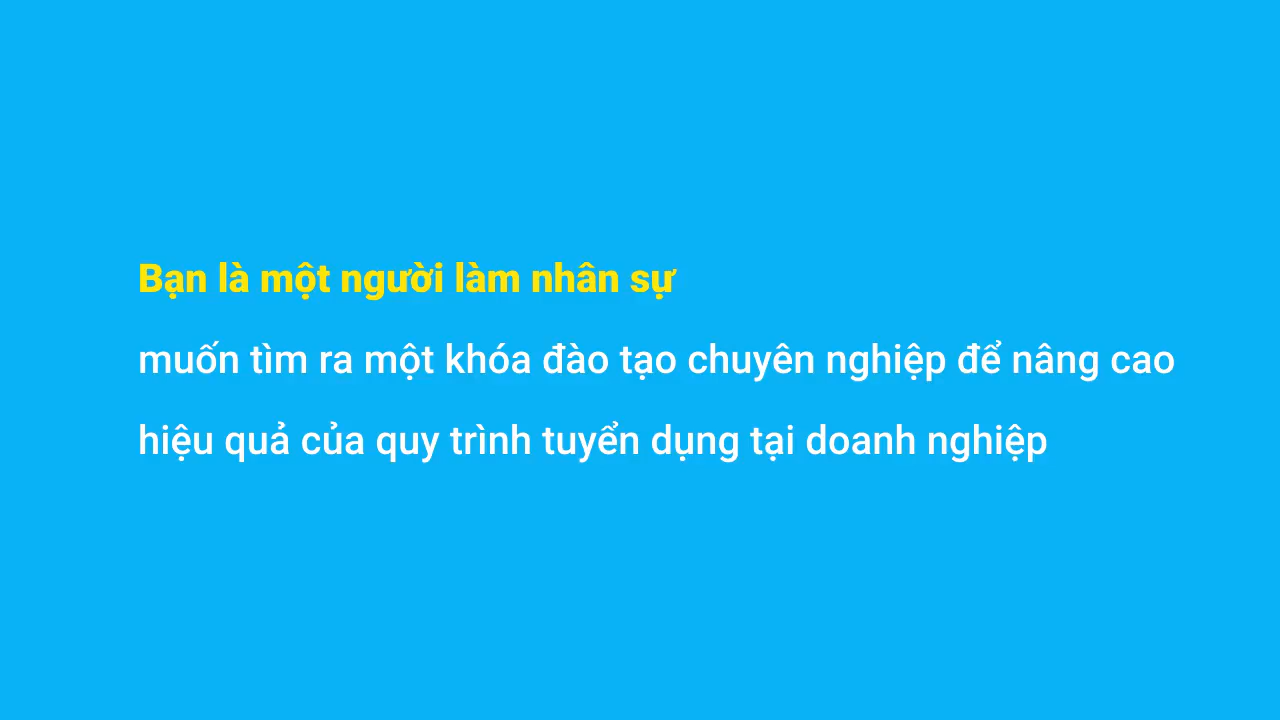 Bạn là một người làm nhân sự
muốn tìm ra một khóa đào tạo chuyên nghiệp để nâng cao
hiệu quả của quy trình tuyển dụng tại doanh nghiệp